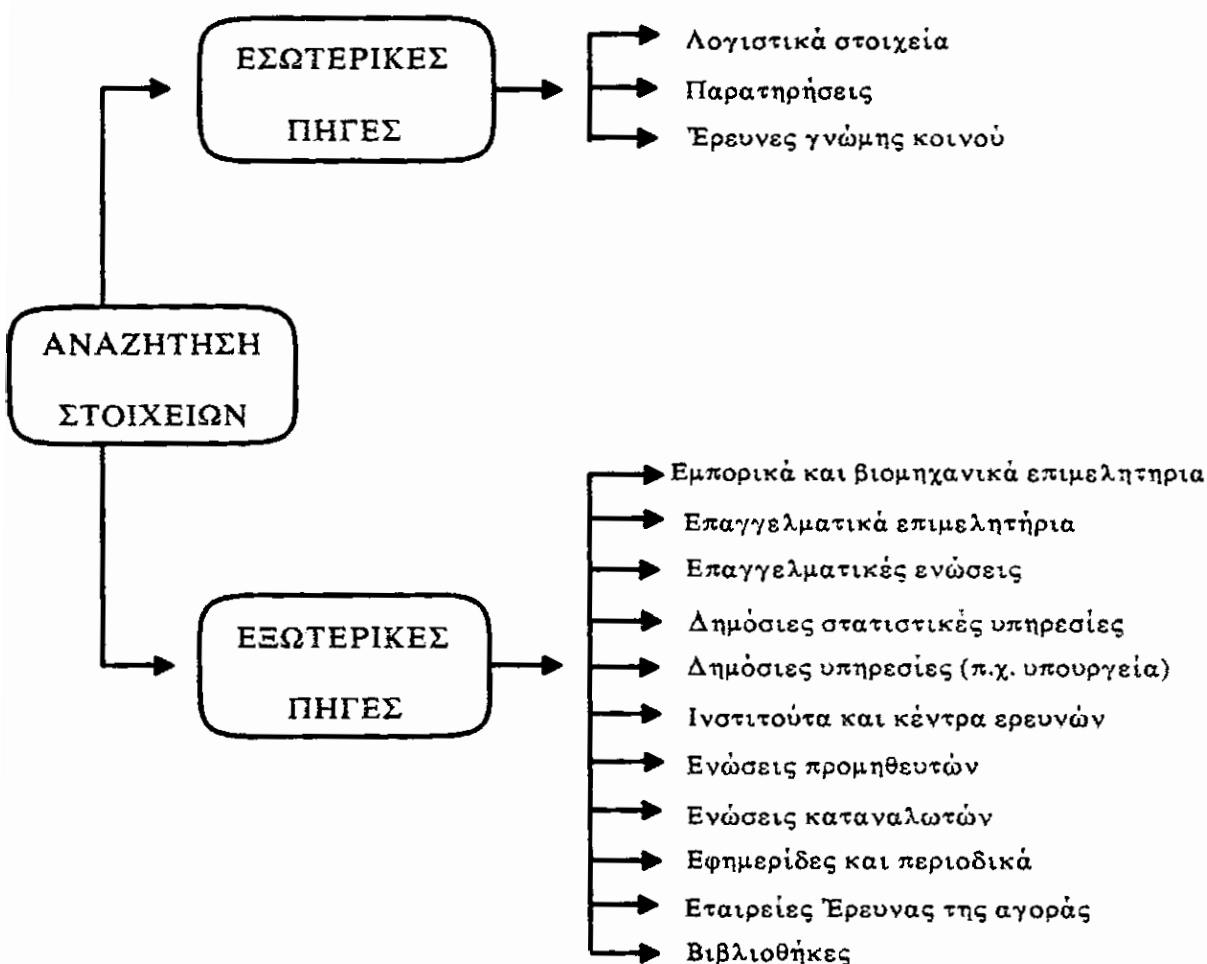 ΕΣΩΤΕΡΙΚΕΣ
ΠΗΓΕΣ
Λογιστικά στοιχεία
Παρατηρήσεις
Έρευνες γνώμης κοινού
ΑΝΑΖΗΤΗΣΗ
ΣΤΟΙΧΕΙΩΝ
ΕΞΩΤΕΡΙΚΕΣ
ΠΗΓΕΣ
Εμπορικά και βιομηχανικά επιμελητηρια
Επαγγελματικά επιμελητήρια
Επαγγελματικές ενώσεις
Δημόσιες στατιστικές υπηρεσίες
Δημόσιες υπηρεσίες (π.χ. υπουργεία)
Ινστιτούτα και κέντρα ερευνών
Ενώσεις προμηθευτών
Ενώσεις καταναλωτών
Εφημερίδες και περιοδικά
Εταιρείες Έρευνας της αγοράς
Βιβλιοθήκες